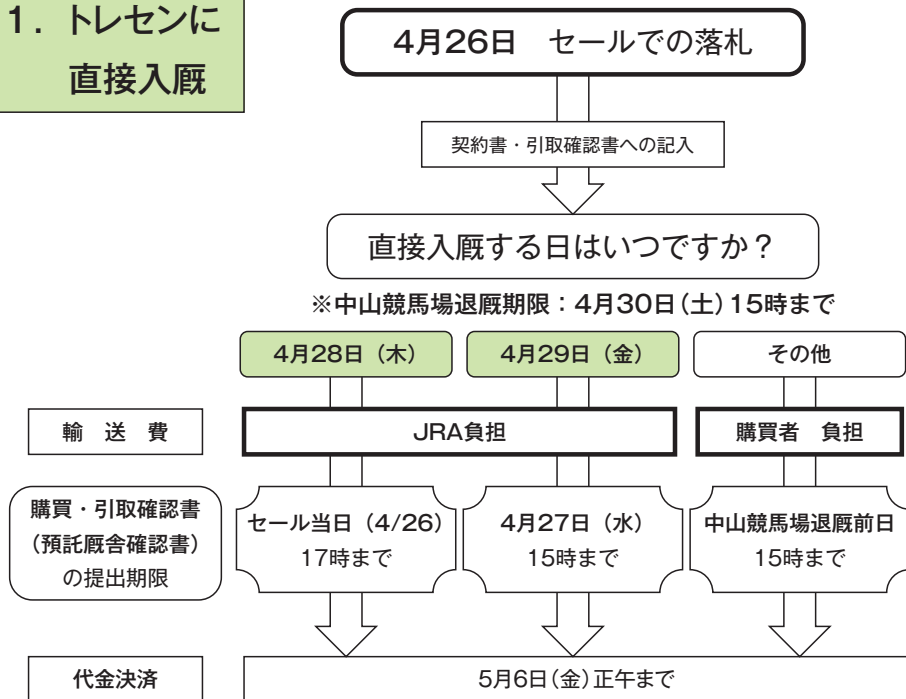 1．トレセンに
直接入厩
4月26日　セールでの落札
契約書・引取確認書への記入
直接入厩する日はいつですか？
※中山競馬場退厩期限：4月30日（土）15時まで
4月28日（木）
4月29日（金）
その他
輸 送 費
JRA負担
購買者 負担
購買・引取確認書
（預託厩舎確認書）
の提出期限
セール当日（4/26）
17時まで
4月27日（水）
15時まで
中山競馬場退厩前日
15時まで
代金決済
5月6日（金）正午まで